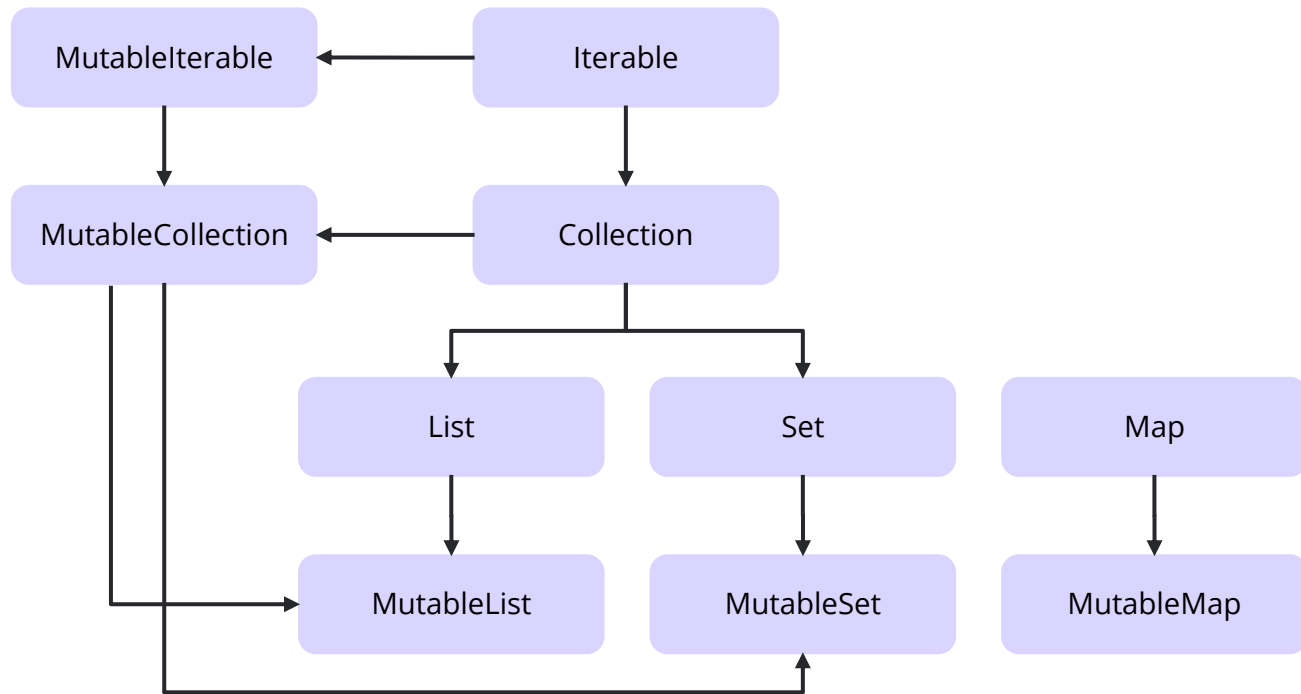 MutableIterable
Iterable
MutableCollection
Collection
List
Set
Map
MutableList
MutableSet
MutableMap